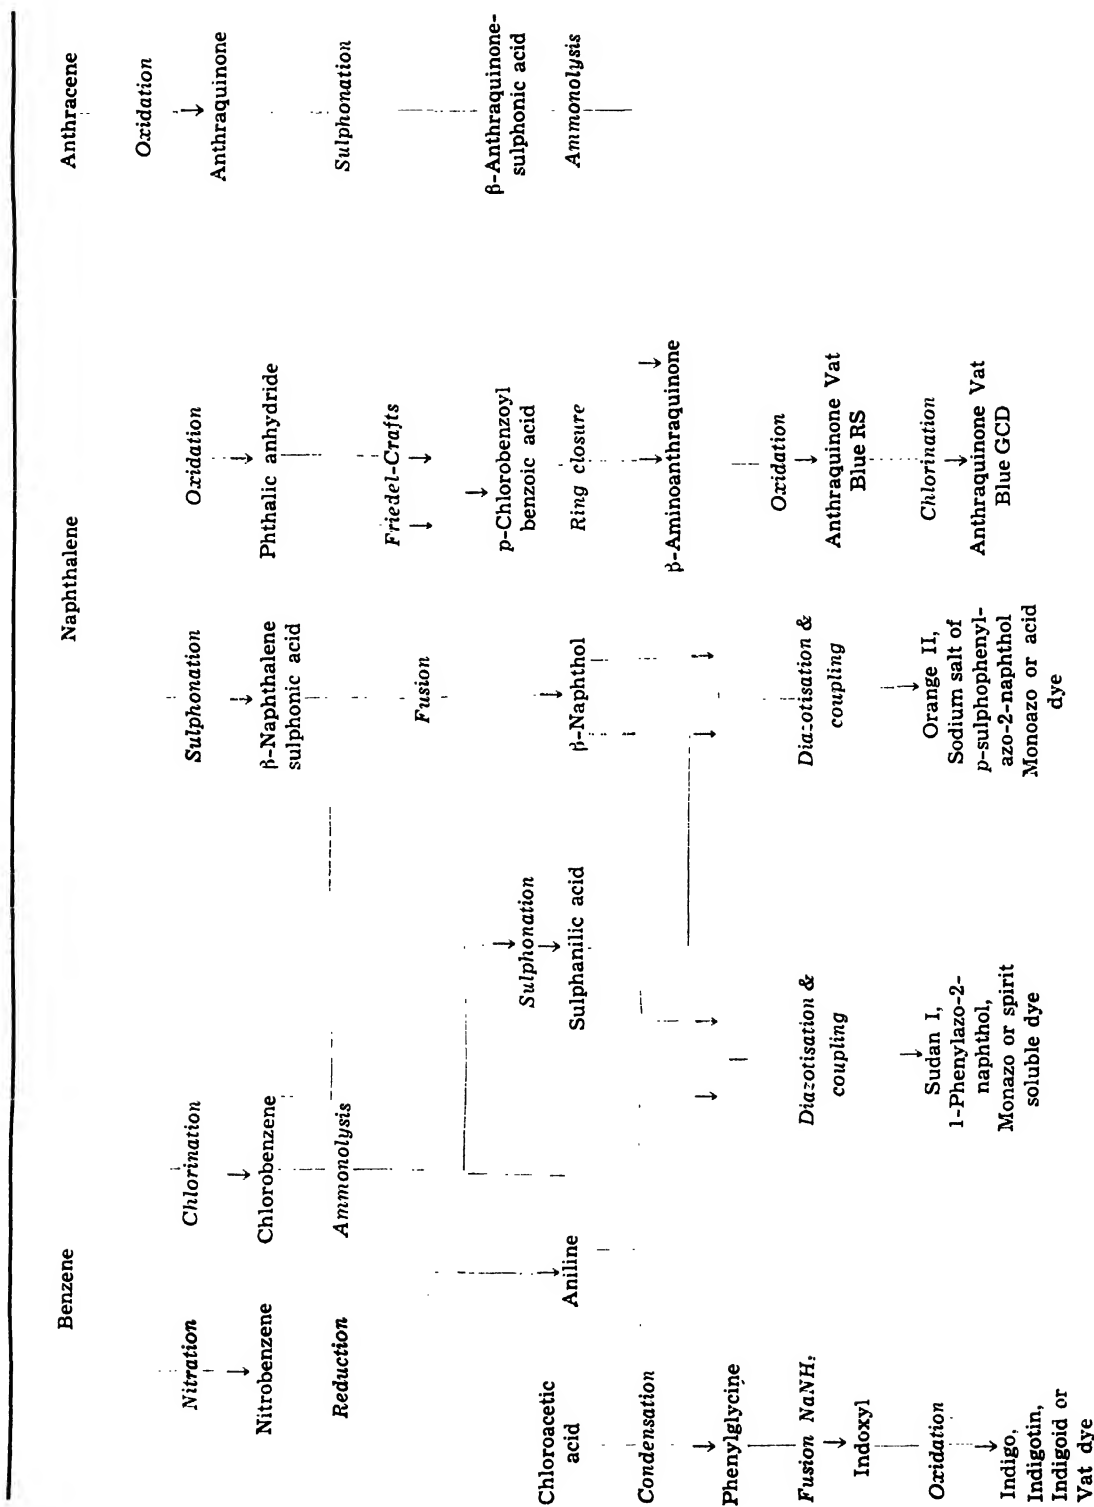 Benzene
Naphthalene
Anthracene
Nitration
Chlorination
Sulphonation
Oxidation
Oxidation
Nitrobenzene
Chlorobenzene
β-Naphthalene
sulphonic acid
Phthalic anhydride
Anthraquinone
Reduction
Ammonolysis
Fusion
Friedel-Crafts
Sulphonation
Chloroacetic
acid
Aniline
Sulphonation
Sulphanilic acid
β-Naphthol
p-Chlorobenzoyl
benzoic acid
Ring closure
β-Anthraquinone-
sulphonic acid
Ammonolysis
Condensation
β-Aminoanthraquinone
Phenylglycine
Fusion NaNH₂
Indoxyl
Oxidation
Indigo,
Indigotin,
Indigoid or
Vat dye
Diazotisation &
coupling
Sudan I,
1-Phenylazo-2-
naphthol,
Monazo or spirit
soluble dye
Diazotisation &
coupling
Orange II,
Sodium salt of
p-sulphophenyl-
azo-2-naphthol
Monoazo or acid
dye
Oxidation
Anthraquinone Vat
Blue RS
Chlorination
Anthraquinone Vat
Blue GCD